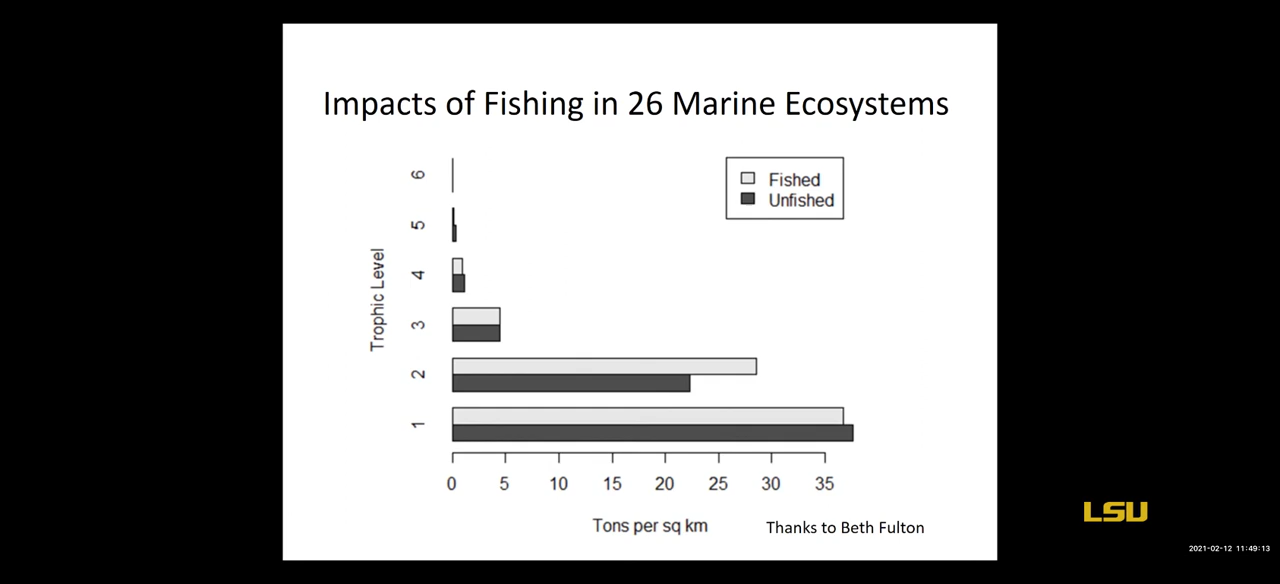 Impacts of Fishing in 26 Marine Ecosystems
Fished
Unfished
6
5
4
3
2
1
Trophic Level
0 5 10 15 20 25 30 35
Tons per sq km
Thanks to Beth Fulton
LSU
2021-02-12 11:49:13